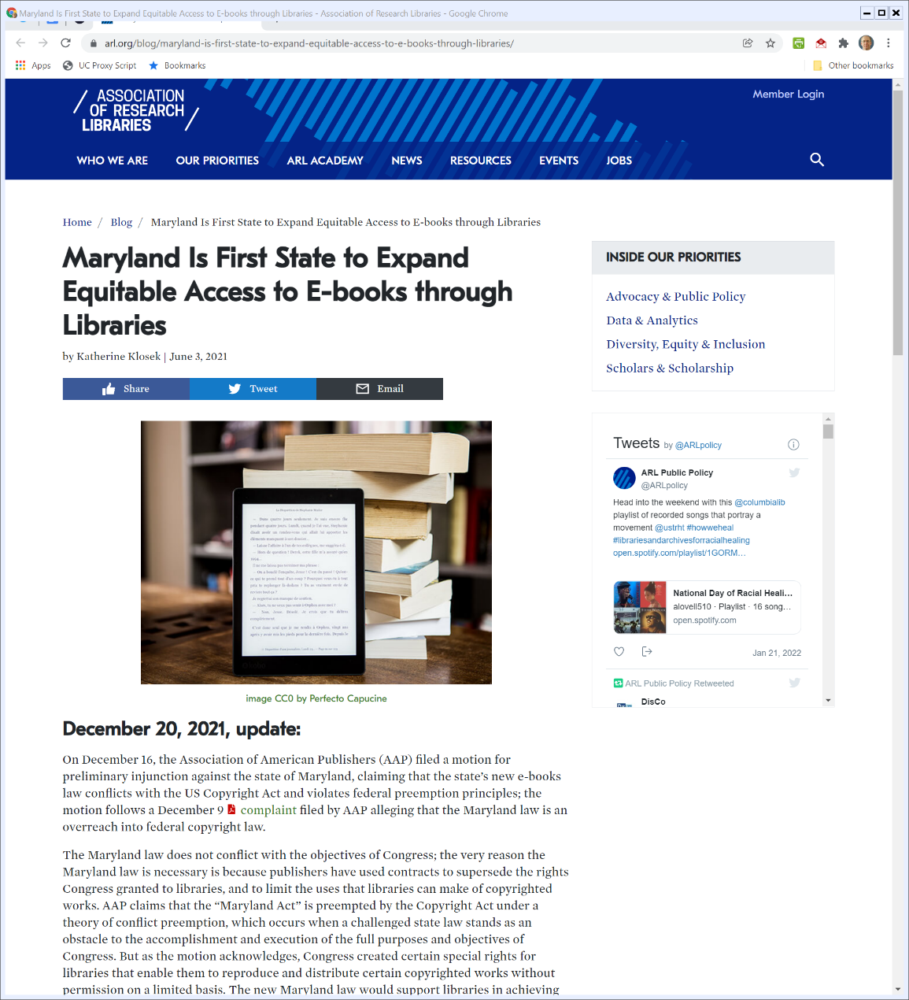 Maryland Is First State to Expand Equitable Access to E-books through Libraries - Association of Research Libraries - Google Chrome
arl.org/blog/maryland-is-first-state-to-expand-equitable-access-to-e-books-through-libraries/
Apps
UC Proxy Script
Bookmarks
Other bookmarks
ASSOCIATION
OF RESEARCH
LIBRARIES
Member Login
WHO WE ARE
OUR PRIORITIES
ARL ACADEMY
NEWS
RESOURCES
EVENTS
JOBS
Home / Blog / Maryland Is First State to Expand Equitable Access to E-books through Libraries
Maryland Is First State to Expand
Equitable Access to E-books through
Libraries
by Katherine Klosek | June 3, 2021
Share
Tweet
Email
image CC0 by Perfecto Capucine
December 20, 2021, update:
On December 16, the Association of American Publishers (AAP) filed a motion for
preliminary injunction against the state of Maryland, claiming that the state's new e-books
law conflicts with the US Copyright Act and violates federal preemption principles; the
motion follows a December 9 complaint filed by AAP alleging that the Maryland law is an
overreach into federal copyright law.
The Maryland law does not conflict with the objectives of Congress; the very reason the
Maryland law is necessary is because publishers have used contracts to supersede the rights
Congress granted to libraries, and to limit the uses that libraries can make of copyrighted
works. AAP claims that the “Maryland Act” is preempted by the Copyright Act under a
theory of conflict preemption, which occurs when a challenged state law stands as an
obstacle to the accomplishment and execution of the full purposes and objectives of
Congress. But as the motion acknowledges, Congress created certain special rights for
libraries that enable them to reproduce and distribute certain copyrighted works without
permission on a limited basis. The new Maryland law would support libraries in achieving
INSIDE OUR PRIORITIES
Advocacy & Public Policy
Data & Analytics
Diversity, Equity & Inclusion
Scholars & Scholarship
Tweets by @ARLpolicy
ARL Public Policy
@ARLpolicy
Head into the weekend with this @columbialib
playlist of recorded songs that portray a
movement @ustrht #howweheal
#librariesandarchivesforracialhealing
open.spotify.com/playlist/1GORM…
National Day of Racial Heali...
alovell510 · Playlist · 16 song...
open.spotify.com
Jan 21, 2022
ARL Public Policy Retweeted
DisCo